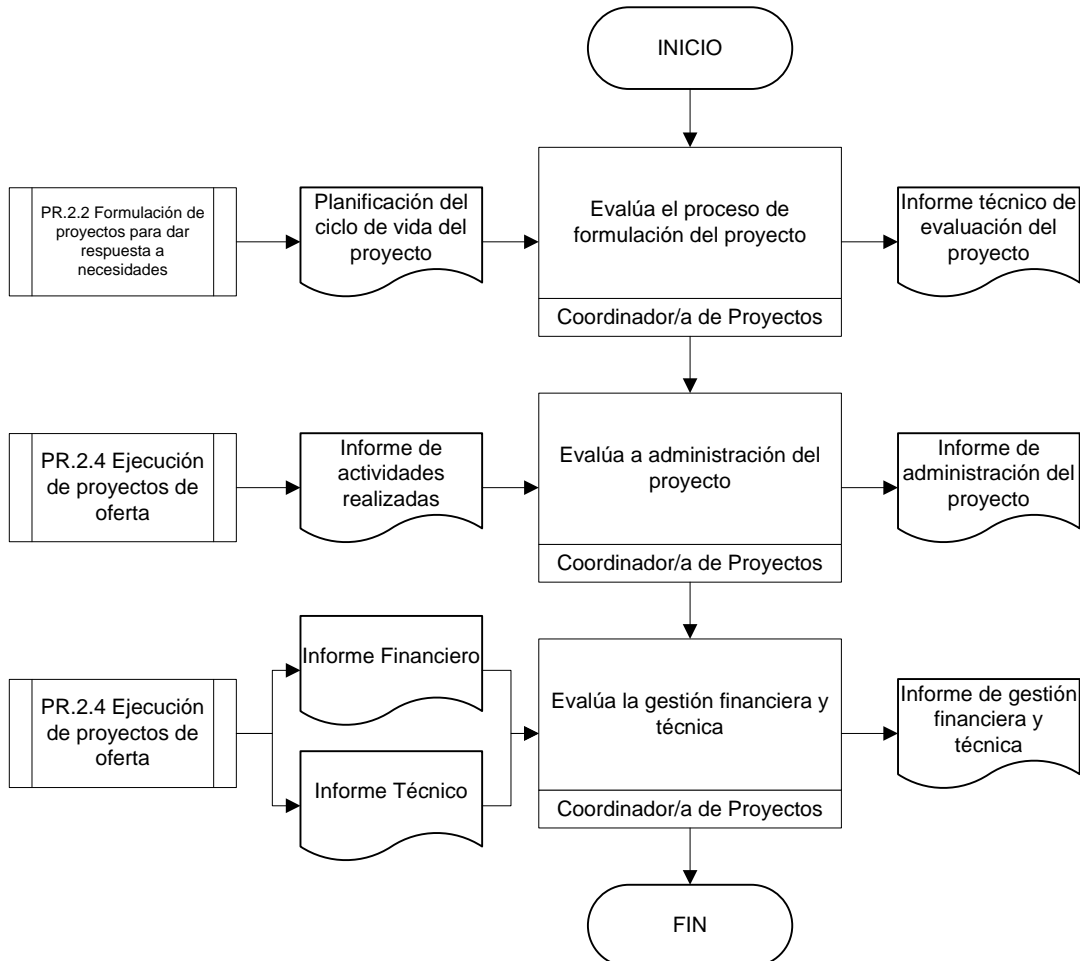 INICIO
PR.2.2 Formulación de
proyectos para dar
respuesta a
necesidades
Planificación del
ciclo de vida del
proyecto
Evalúa el proceso de
formulación del proyecto
Coordinador/a de Proyectos
Informe técnico de
evaluación del
proyecto
PR.2.4 Ejecución
de proyectos de
oferta
Informe de
actividades
realizadas
Evalúa a administración del
proyecto
Coordinador/a de Proyectos
Informe de
administración del
proyecto
PR.2.4 Ejecución
de proyectos de
oferta
Informe Financiero
Informe Técnico
Evalúa la gestión financiera y
técnica
Coordinador/a de Proyectos
Informe de gestión
financiera y
técnica
FIN